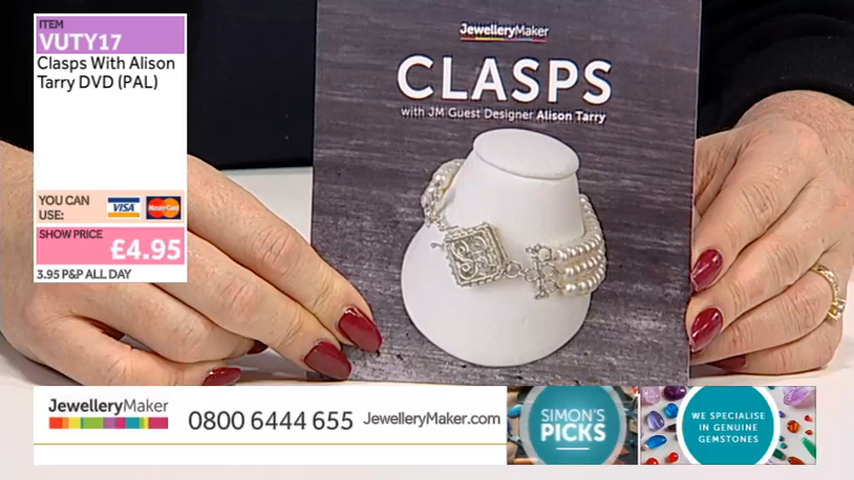 ITEM
VUTY17
Clasps With Alison
Tarry DVD (PAL)
YOU CAN
USE:
VISA
MasterCard
SHOW PRICE
£4.95
3.95 P&P ALL DAY
JewelleryMaker
CLASPS
with JM Guest Designer Alison Tarry
JewelleryMaker
0800 6444 655
JewelleryMaker.com
SIMON'S
PICKS
WE SPECIALISE
IN GENUINE
GEMSTONES